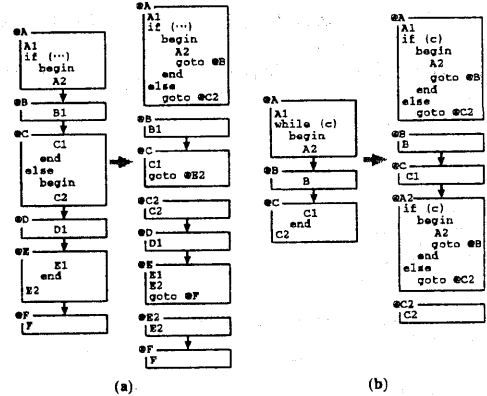 ⊕A
A1
if (···)
begin
A2
⊕B
B1
⊕C
C1
end
else
begin
C2
⊕D
D1
⊕E
E1
end
E2
⊕F
F
⊕A
A1
if (···)
begin
A2
goto ⊕B
end
else
goto ⊕C2
⊕B
B1
⊕C
C1
goto ⊕E2
⊕C2
C2
⊕D
D1
⊕E
E1
E2
goto ⊕F
⊕E2
E2
⊕F
F
(a)
⊕A
A1
while (c)
begin
A2
⊕B
B
⊕C
C1
end
C2
⊕A
A1
if (c)
begin
A2
goto ⊕B
end
else
goto ⊕C2
⊕B
B
⊕C
C1
⊕A2
if (c)
begin
A2
goto ⊕B
end
else
goto ⊕C2
⊕C2
C2
(b)